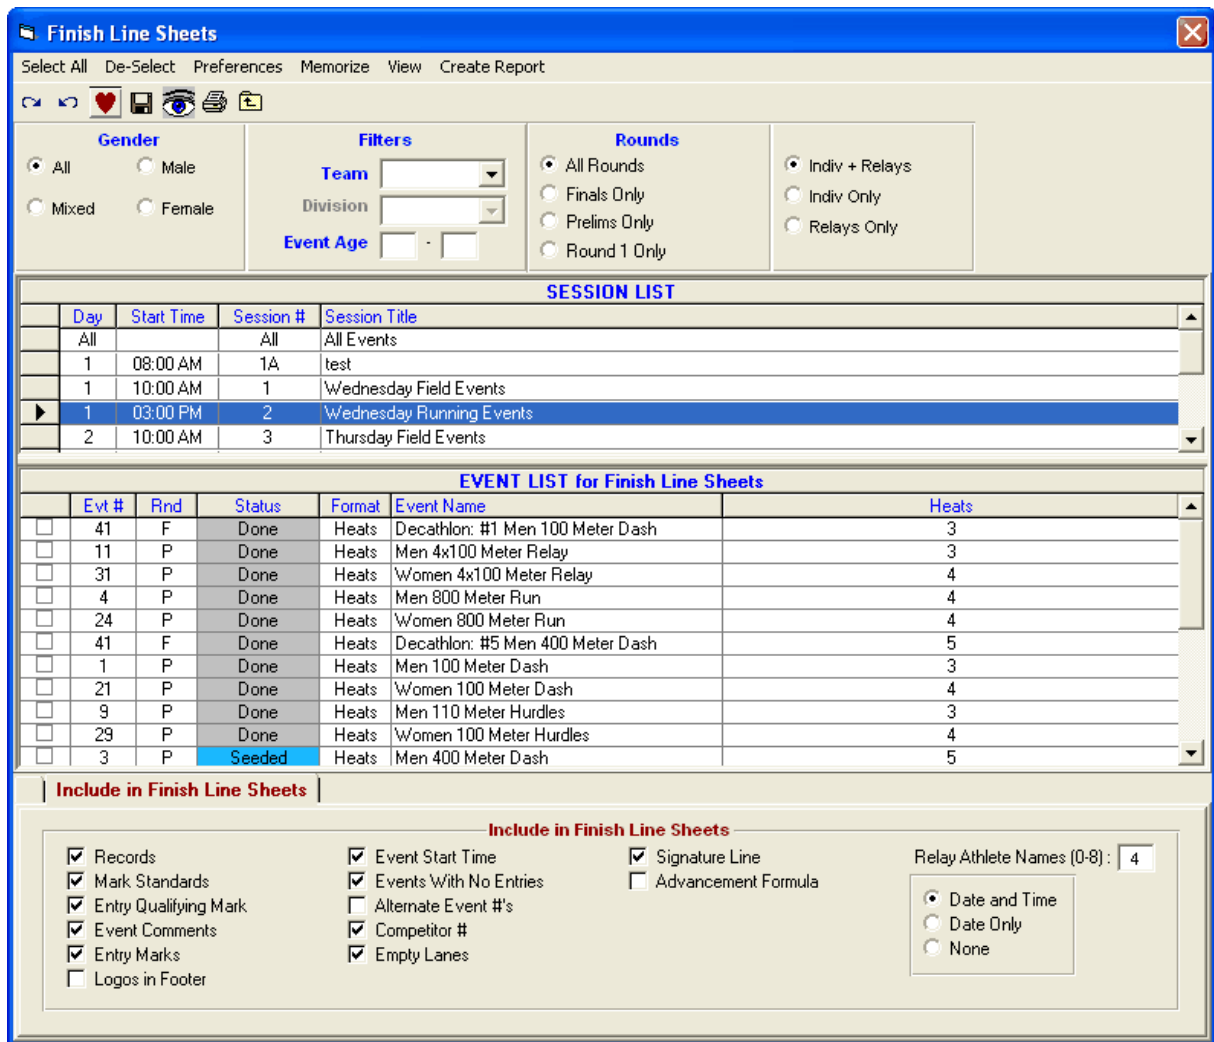 Finish Line Sheets
Select All De-Select Preferences Memorize View Create Report
Gender
All Male
Mixed Female
Filters
Team
Division
Event Age -
Rounds
All Rounds
Finals Only
Prelims Only
Round 1 Only
Indiv + Relays
Indiv Only
Relays Only
SESSION LIST
Day Start Time Session # Session Title
All All All Events
1 08:00 AM 1A test
1 10:00 AM 1 Wednesday Field Events
1 03:00 PM 2 Wednesday Running Events
2 10:00 AM 3 Thursday Field Events
EVENT LIST for Finish Line Sheets
Evt # Rnd Status Format Event Name Heats
41 F Done Heats Decathlon: #1 Men 100 Meter Dash 3
11 P Done Heats Men 4x100 Meter Relay 3
31 P Done Heats Women 4x100 Meter Relay 4
4 P Done Heats Men 800 Meter Run 4
24 P Done Heats Women 800 Meter Run 4
41 F Done Heats Decathlon: #5 Men 400 Meter Dash 5
1 P Done Heats Men 100 Meter Dash 3
21 P Done Heats Women 100 Meter Dash 4
9 P Done Heats Men 110 Meter Hurdles 3
29 P Done Heats Women 100 Meter Hurdles 4
3 P Seeded Heats Men 400 Meter Dash 5
Include in Finish Line Sheets
Include in Finish Line Sheets
Records
Mark Standards
Entry Qualifying Mark
Event Comments
Entry Marks
Logos in Footer
Event Start Time
Events With No Entries
Alternate Event #'s
Competitor #
Empty Lanes
Signature Line
Advancement Formula
Relay Athlete Names (0-8) : 4
Date and Time
Date Only
None